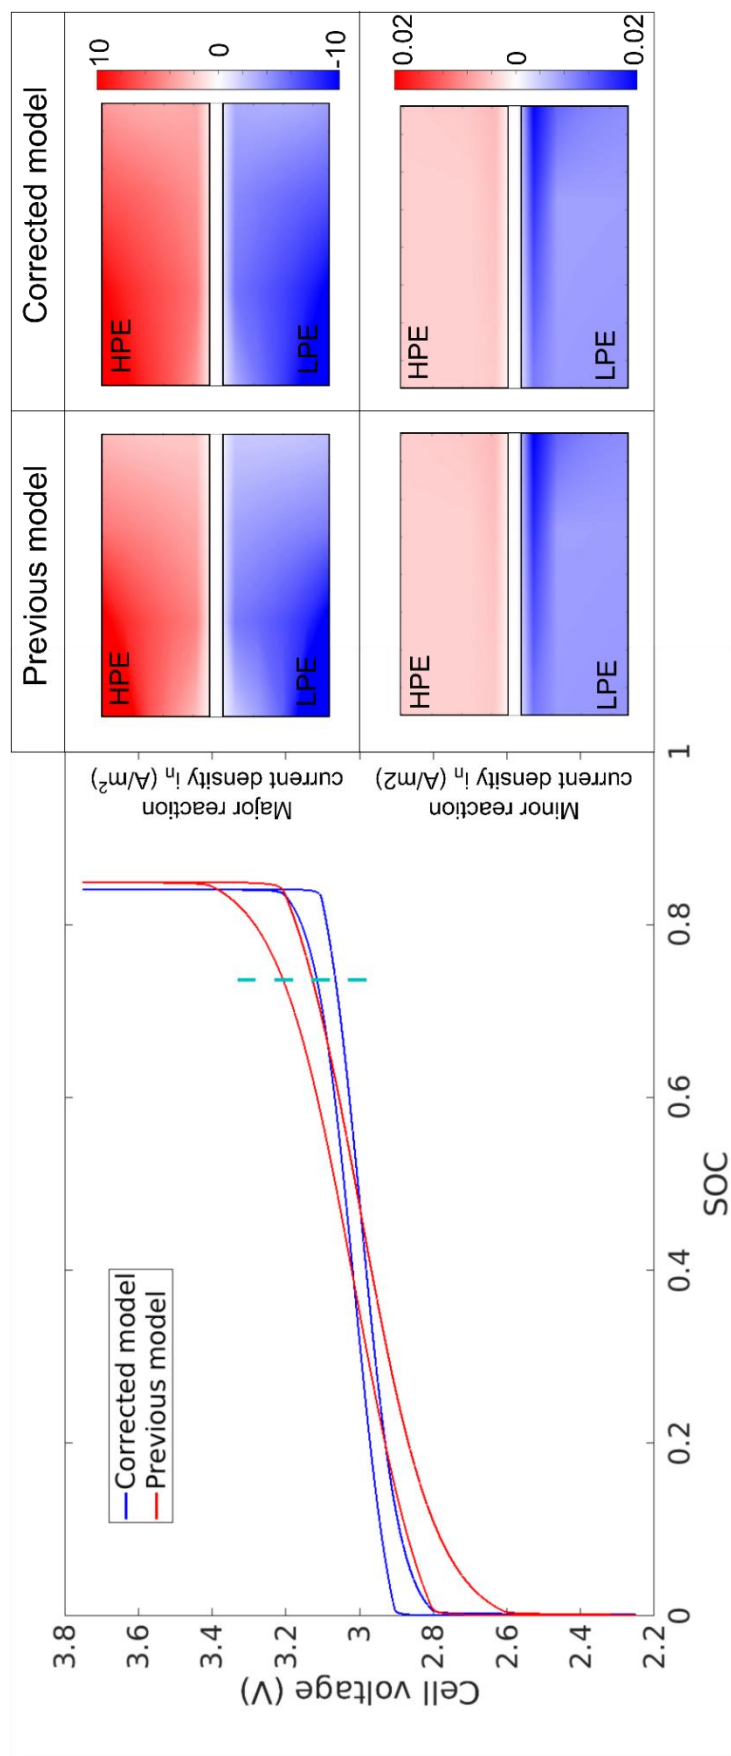 Previous model
Corrected model
3.8
3.6
3.4
3.2
3
2.8
2.6
2.4
2.2
Cell voltage (V)
0
0.2
0.4
0.6
0.8
1
SOC
Corrected model
Previous model
Major reaction
current density iₙ (A/m²)
HPE
LPE
HPE
LPE
10
0
-10
Minor reaction
current density iₙ (A/m2)
HPE
LPE
HPE
LPE
0.02
0
0.02